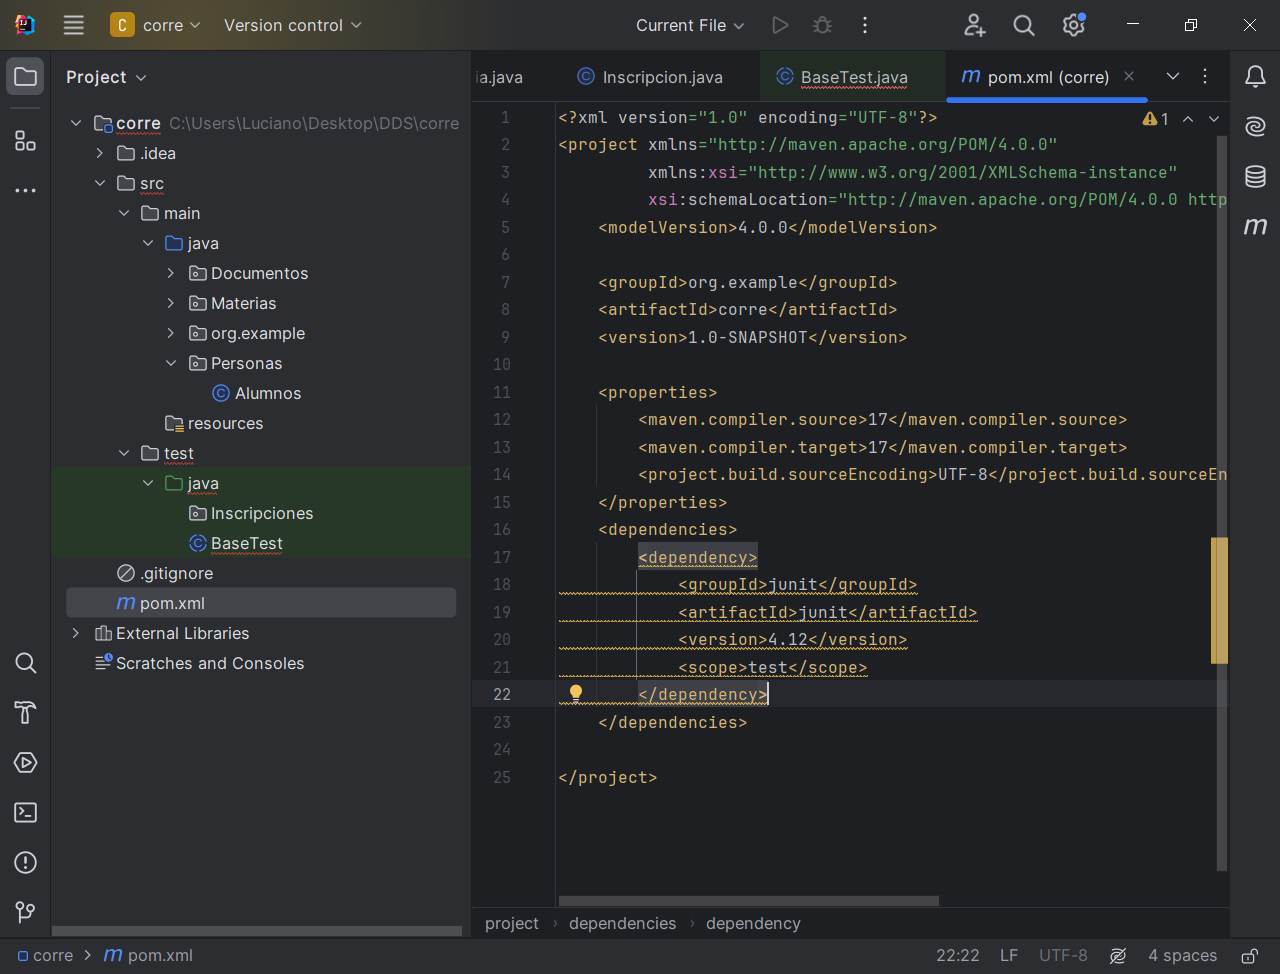 C corre Version control Current File
Project
ia.java Inscripcion.java BaseTest.java pom.xml (corre)
corre C:\Users\Luciano\Desktop\DDS\corre
.idea
src
main
java
Documentos
Materias
org.example
Personas
Alumnos
resources
test
java
Inscripciones
BaseTest
.gitignore
pom.xml
External Libraries
Scratches and Consoles
1 <?xml version="1.0" encoding="UTF-8"?> 1
2 <project xmlns="http://maven.apache.org/POM/4.0.0"
3 xmlns:xsi="http://www.w3.org/2001/XMLSchema-instance"
4 xsi:schemaLocation="http://maven.apache.org/POM/4.0.0 http
5 <modelVersion>4.0.0</modelVersion>
6
7 <groupId>org.example</groupId>
8 <artifactId>corre</artifactId>
9 <version>1.0-SNAPSHOT</version>
10
11 <properties>
12 <maven.compiler.source>17</maven.compiler.source>
13 <maven.compiler.target>17</maven.compiler.target>
14 <project.build.sourceEncoding>UTF-8</project.build.sourceEn
15 </properties>
16 <dependencies>
17 <dependency>
18 <groupId>junit</groupId>
19 <artifactId>junit</artifactId>
20 <version>4.12</version>
21 <scope>test</scope>
22 </dependency>
23 </dependencies>
24
25 </project>
project › dependencies › dependency
corre > pom.xml 22:22 LF UTF-8 4 spaces